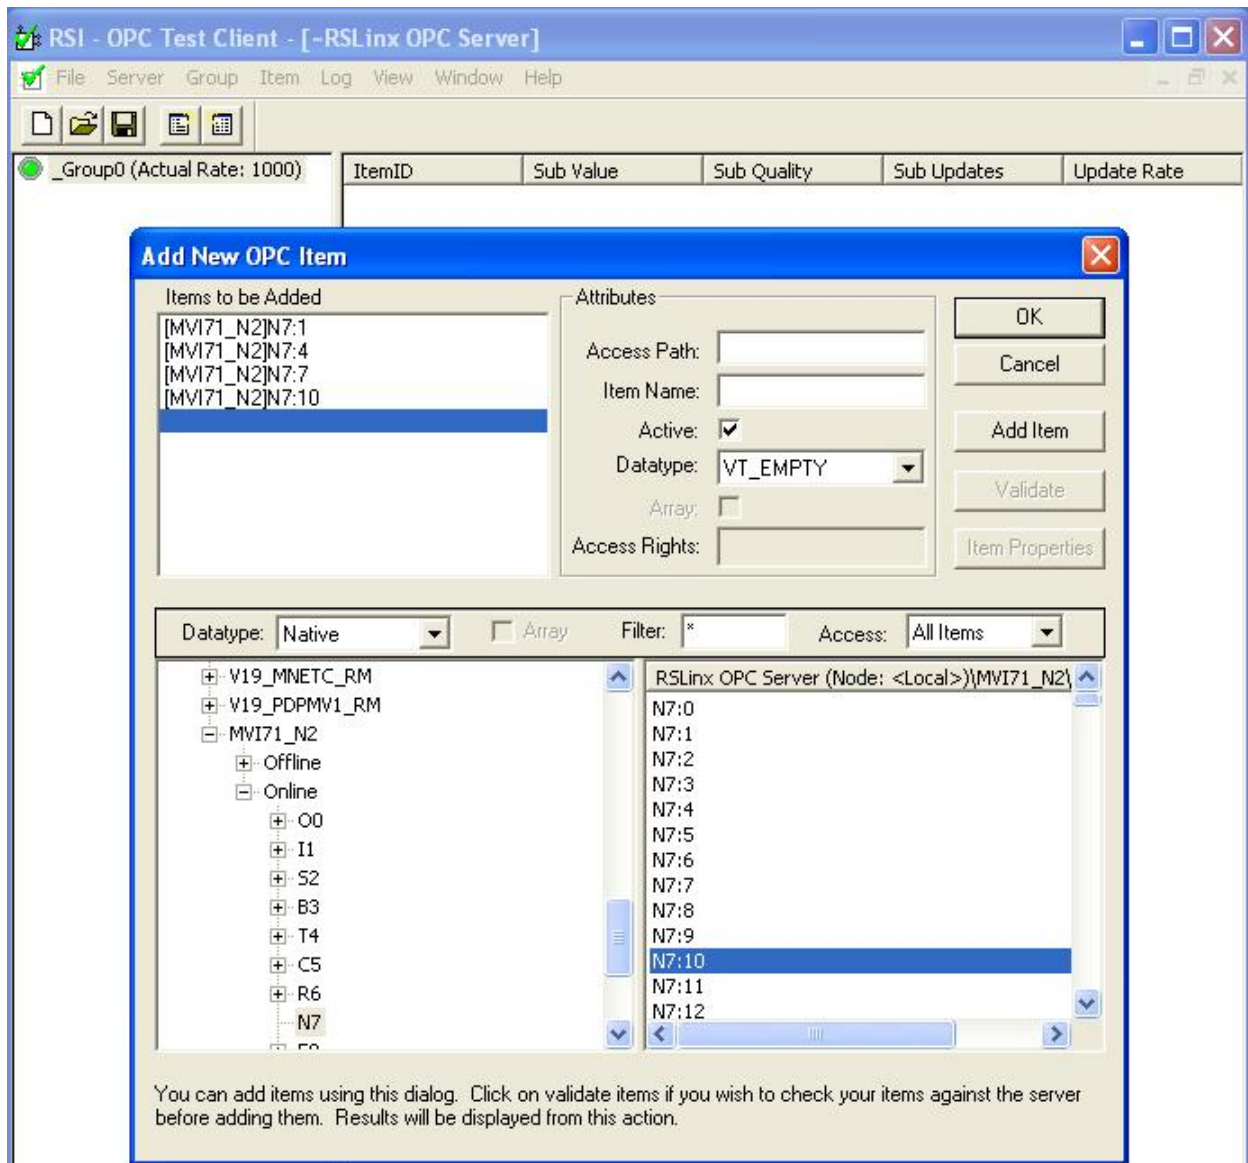 RSI - OPC Test Client - [-RSLinx OPC Server]
File Server Group Item Log View Window Help
_Group0 (Actual Rate: 1000)
ItemID Sub Value Sub Quality Sub Updates Update Rate
Add New OPC Item
Items to be Added
[MVI71_N2]N7:1
[MVI71_N2]N7:4
[MVI71_N2]N7:7
[MVI71_N2]N7:10
Attributes
Access Path:
Item Name:
Active:
Datatype: VT_EMPTY
Array:
Access Rights:
OK
Cancel
Add Item
Validate
Item Properties
Datatype: Native Array Filter: * Access: All Items
V19_MNETC_RM
V19_PDPMV1_RM
MVI71_N2
Offline
Online
O0
I1
S2
B3
T4
C5
R6
N7
RSLinx OPC Server (Node: <Local>)\MVI71_N2\
N7:0
N7:1
N7:2
N7:3
N7:4
N7:5
N7:6
N7:7
N7:8
N7:9
N7:10
N7:11
N7:12
You can add items using this dialog. Click on validate items if you wish to check your items against the server
before adding them. Results will be displayed from this action.